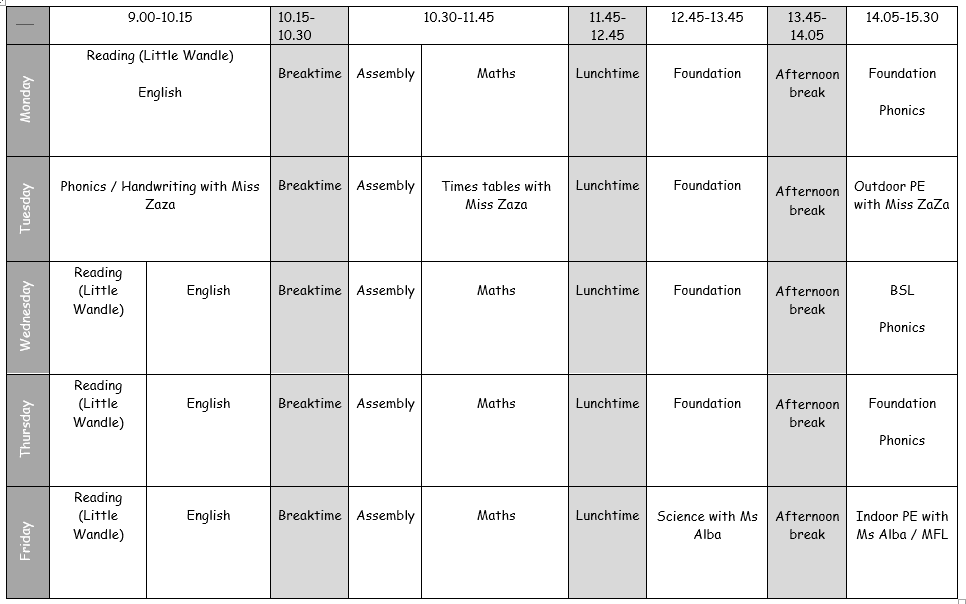 9.00-10.15
10.15-
10.30
10.30-11.45
11.45-
12.45
12.45-13.45
13.45-
14.05
14.05-15.30
Monday
Reading (Little Wandle)
English
Breaktime
Assembly
Maths
Lunchtime
Foundation
Afternoon
break
Foundation
Phonics
Tuesday
Phonics / Handwriting with Miss
Zaza
Breaktime
Assembly
Times tables with
Miss Zaza
Lunchtime
Foundation
Afternoon
break
Outdoor PE
with Miss ZaZa
Wednesday
Reading
(Little
Wandle)
English
Breaktime
Assembly
Maths
Lunchtime
Foundation
Afternoon
break
BSL
Phonics
Thursday
Reading
(Little
Wandle)
English
Breaktime
Assembly
Maths
Lunchtime
Foundation
Afternoon
break
Foundation
Phonics
Friday
Reading
(Little
Wandle)
English
Breaktime
Assembly
Maths
Lunchtime
Science with Ms
Alba
Afternoon
break
Indoor PE with
Ms Alba / MFL